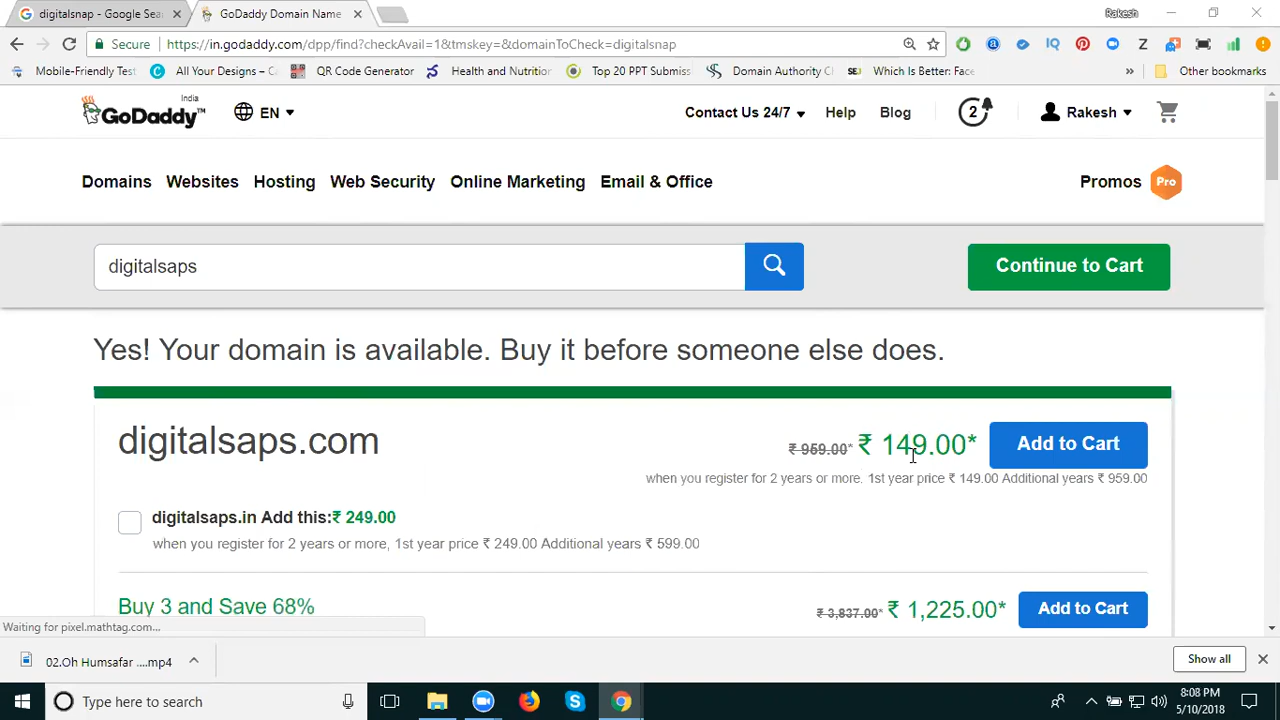 digitalsnap - Google Sea
GoDaddy Domain Name
Rakesh
Secure
https://in.godaddy.com/dpp/find?checkAvail=1&tmkey=&domainToCheck=digitalsnap
Mobile-Friendly Test
All Your Designs – C
QR Code Generator
Health and Nutrition
Top 20 PPT Submiss
Domain Authority C
Which Is Better: Face
» Other bookmarks
India
GoDaddy™
EN
Contact Us 24/7
Help
Blog
2
Rakesh
Domains
Websites
Hosting
Web Security
Online Marketing
Email & Office
Promos
Pro
digitalsaps
Continue to Cart
Yes! Your domain is available. Buy it before someone else does.
digitalsaps.com
₹ 959.00* ₹ 149.00*
Add to Cart
when you register for 2 years or more. 1st year price ₹ 149.00 Additional years ₹ 959.00
digitalsaps.in Add this:₹ 249.00
when you register for 2 years or more, 1st year price ₹ 249.00 Additional years ₹ 599.00
Buy 3 and Save 68%
₹ 3,837.00* ₹ 1,225.00*
Add to Cart
Waiting for pixel.mathtag.com...
02.Oh Humsafar ....mp4
Show all
Type here to search
8:08 PM
5/10/2018